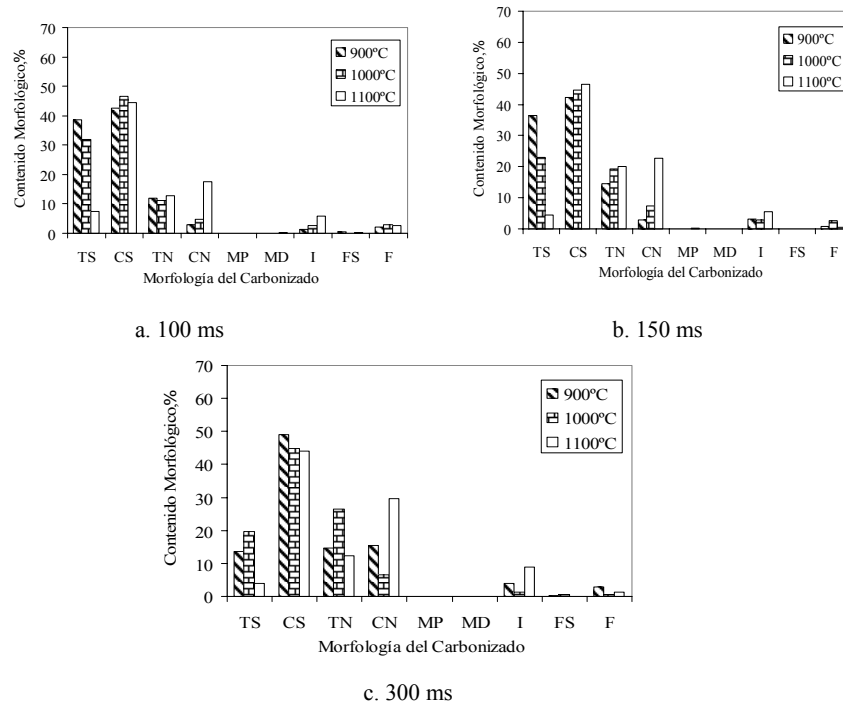 70
60
50
40
30
20
10
0
Contenido Morfológico,%
900ºC
1000ºC
1100ºC
TS CS TN CN MP MD I FS F
Morfología del Carbonizado
a. 100 ms
70
60
50
40
30
20
10
0
Contenido Morfológico,%
900ºC
1000ºC
1100ºC
TS CS TN CN MP MD I FS F
Morfología del Carbonizado
b. 150 ms
70
60
50
40
30
20
10
0
Contenido Morfológico,%
900ºC
1000ºC
1100ºC
TS CS TN CN MP MD I FS F
Morfología del Carbonizado
c. 300 ms